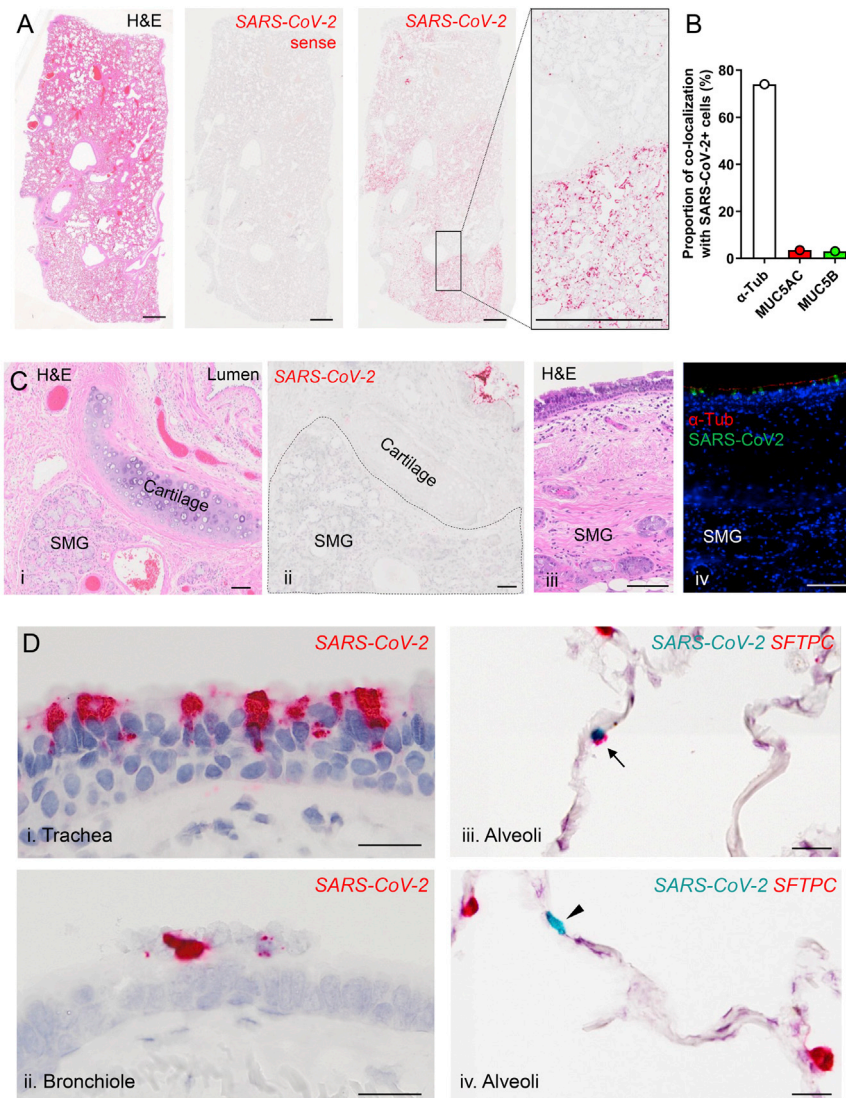 A
H&E
SARS-CoV-2
sense
SARS-CoV-2
B
Proportion of co-localization
with SARS-CoV-2+ cells (%)
80
60
40
20
0
α-Tub
MUC5AC
MUC5B
C
H&E
Lumen
Cartilage
SMG
i
SARS-CoV-2
Cartilage
SMG
ii
H&E
SMG
iii
α-Tub
SARS-CoV2
SMG
iv
D
SARS-CoV-2
i. Trachea
SARS-CoV-2 SFTPC
iii. Alveoli
SARS-CoV-2
ii. Bronchiole
SARS-CoV-2 SFTPC
iv. Alveoli